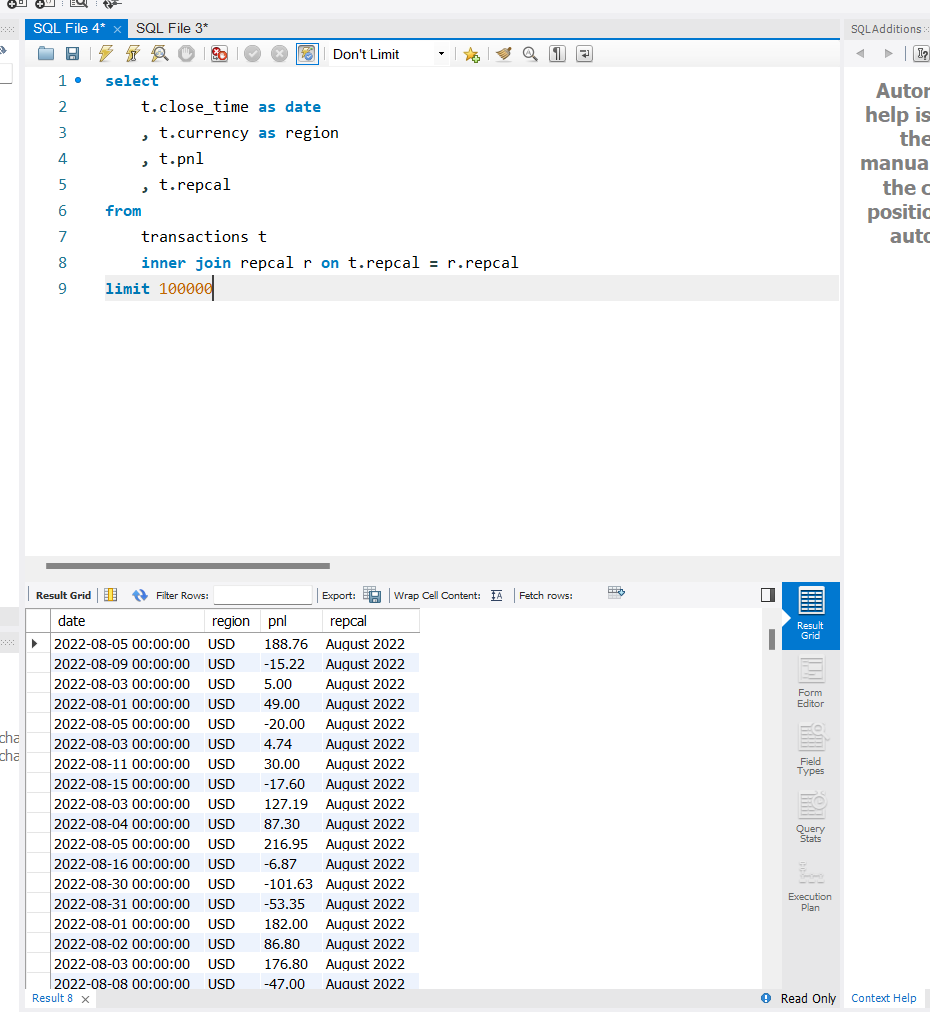 SQL File 4* SQL File 3* SQLAdditions
Don't Limit
1 select
2 t.close_time as date
3 , t.currency as region
4 , t.pnl
5 , t.repcal
6 from
7 transactions t
8 inner join repcal r on t.repcal = r.repcal
9 limit 100000
Autor
help is
the
manua
the c
positio
auto
Result Grid Filter Rows: Export: Wrap Cell Content: Fetch rows:
date region pnl repcal
2022-08-05 00:00:00 USD 188.76 August 2022
2022-08-09 00:00:00 USD -15.22 August 2022
2022-08-03 00:00:00 USD 5.00 August 2022
2022-08-01 00:00:00 USD 49.00 August 2022
2022-08-05 00:00:00 USD -20.00 August 2022
2022-08-03 00:00:00 USD 4.74 August 2022
2022-08-11 00:00:00 USD 30.00 August 2022
2022-08-15 00:00:00 USD -17.60 August 2022
2022-08-03 00:00:00 USD 127.19 August 2022
2022-08-04 00:00:00 USD 87.30 August 2022
2022-08-05 00:00:00 USD 216.95 August 2022
2022-08-16 00:00:00 USD -6.87 August 2022
2022-08-30 00:00:00 USD -101.63 August 2022
2022-08-31 00:00:00 USD -53.35 August 2022
2022-08-01 00:00:00 USD 182.00 August 2022
2022-08-02 00:00:00 USD 86.80 August 2022
2022-08-03 00:00:00 USD 176.80 August 2022
2022-08-08 00:00:00 USD -47.00 August 2022
cha
cha
Result
Grid
Form
Editor
Field
Types
Query
Stats
Execution
Plan
Result 8 Read Only Context Help